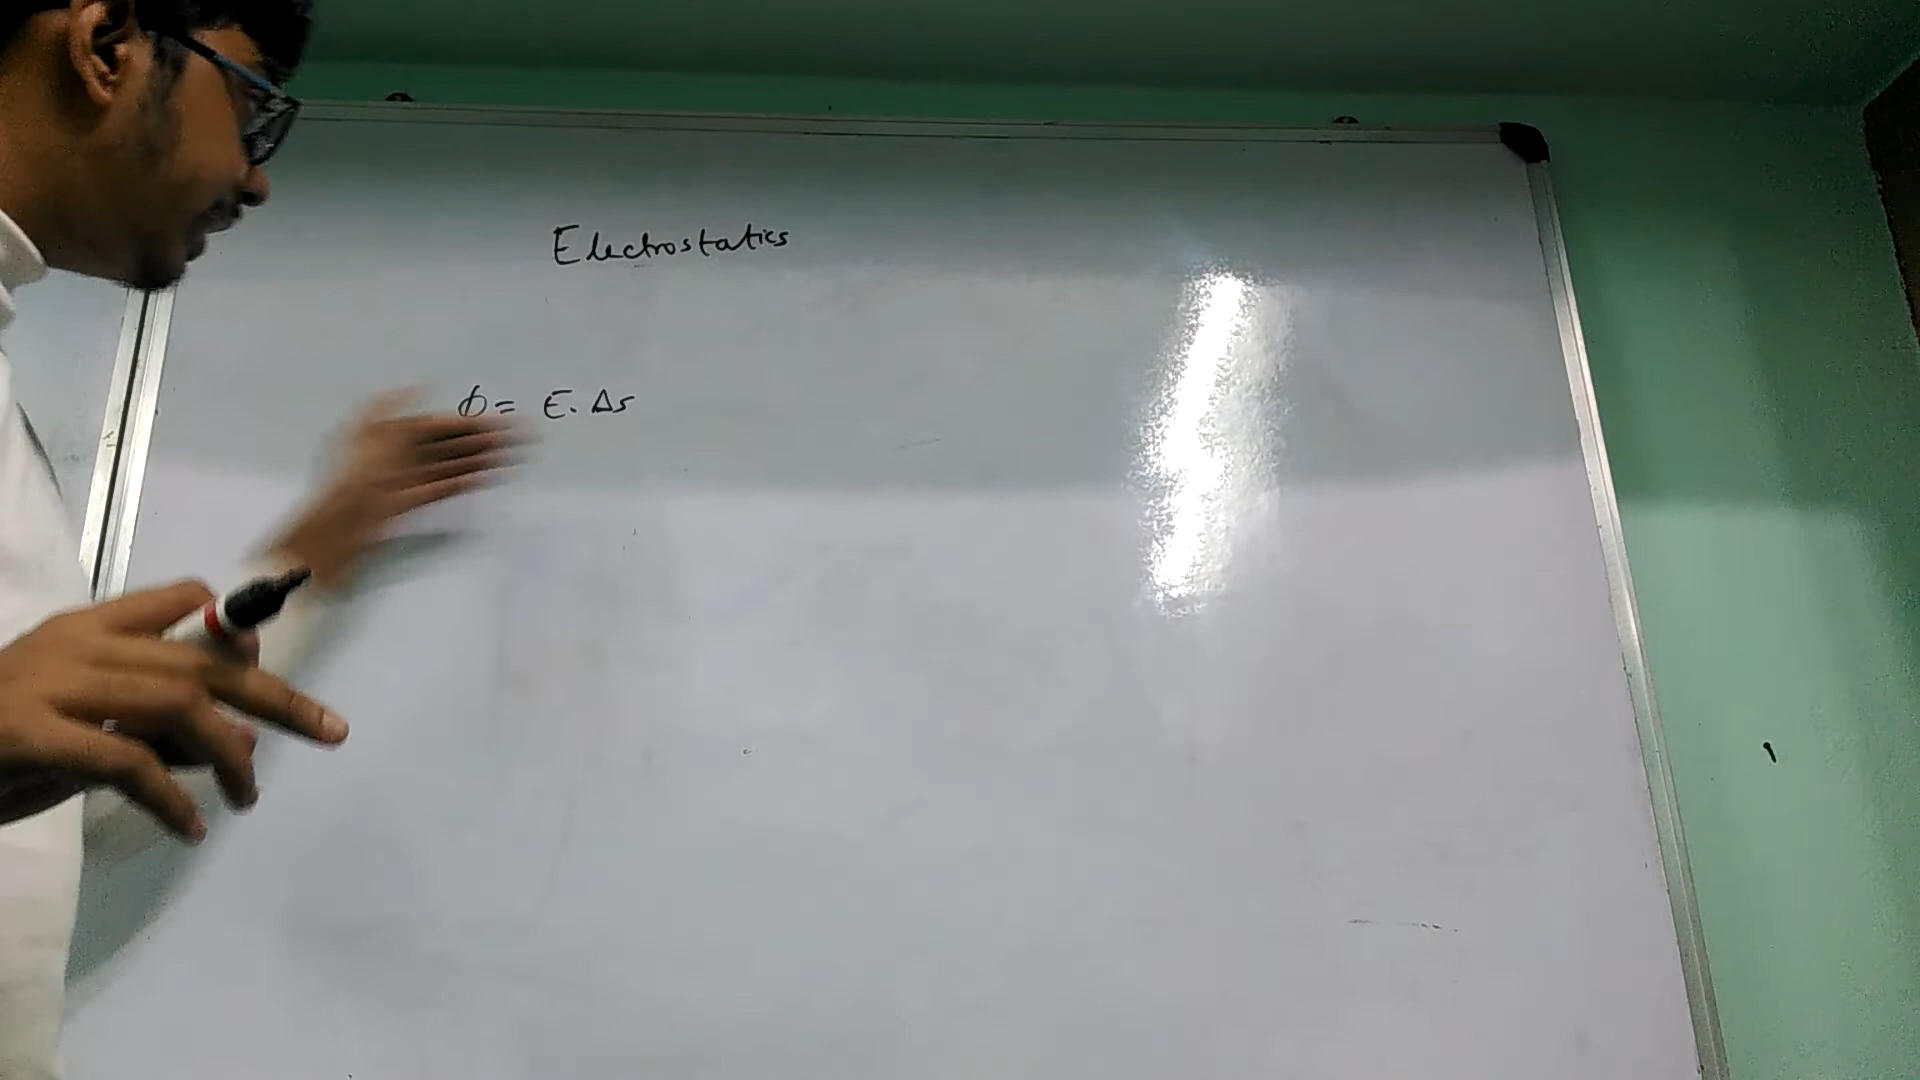 Electrostatics
ϕ = E. Δs